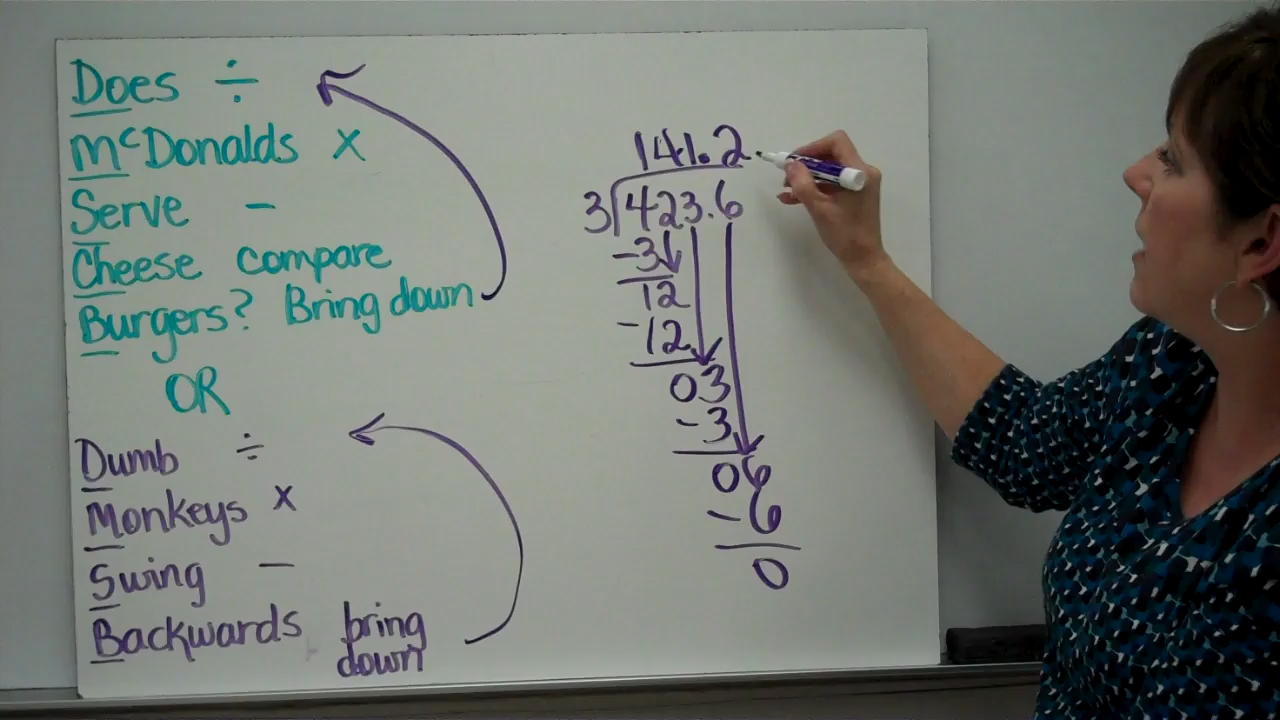 Does ÷
McDonalds x
Serve -
Cheese compare
Burgers? Bring down
OR
Dumb ÷
Monkeys x
Swing -
Backwards bring
down
141.2
3)423.6
-3
12
-12
03
-3
06
-6
0